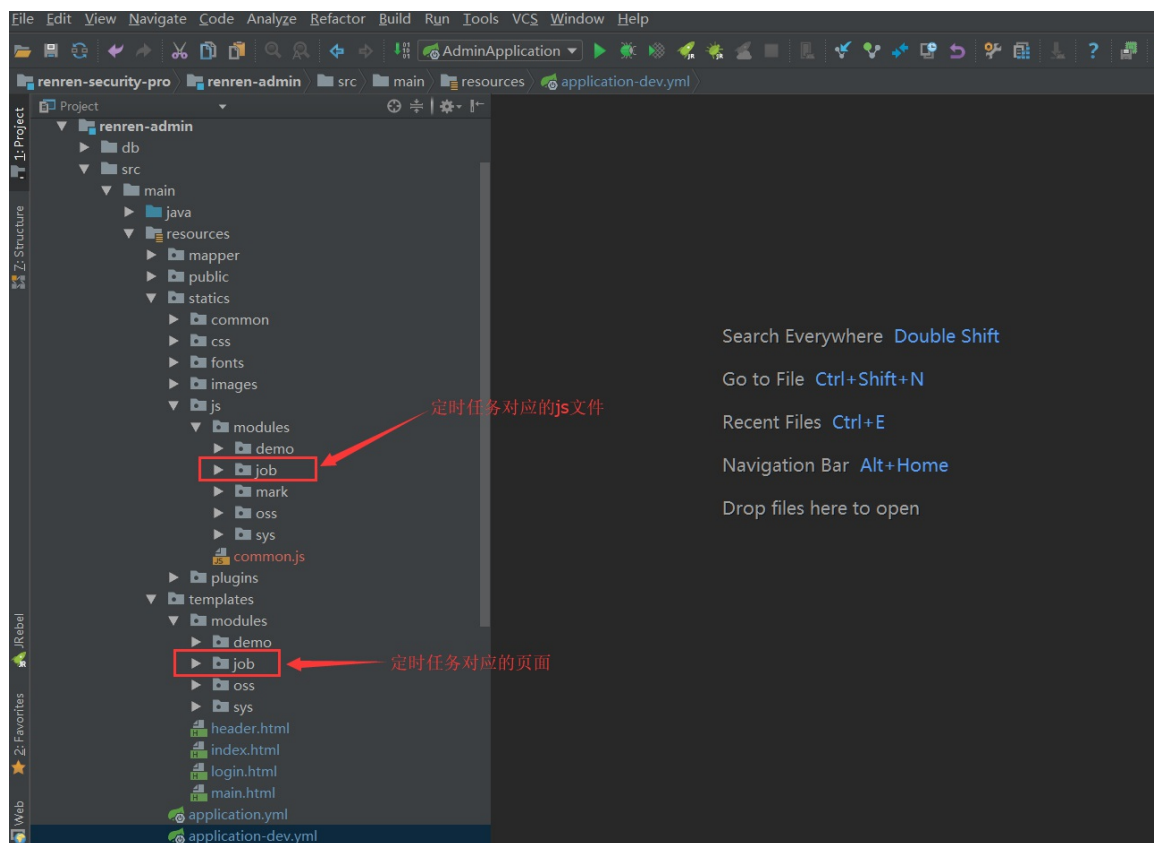 File Edit View Navigate Code Analyze Refactor Build Run Tools VCS Window Help
AdminApplication
renren-security-pro renren-admin src main resources application-dev.yml
Project
1: Project
Z: Structure
JRebel
2: Favorites
Web
renren-admin
db
src
main
java
resources
mapper
public
statics
common
css
fonts
images
js
定时任务对应的js文件
modules
demo
job
mark
oss
sys
common.js
plugins
templates
modules
demo
job
定时任务对应的页面
oss
sys
header.html
index.html
login.html
main.html
application.yml
application-dev.yml
Search Everywhere Double Shift
Go to File Ctrl+Shift+N
Recent Files Ctrl+E
Navigation Bar Alt+Home
Drop files here to open